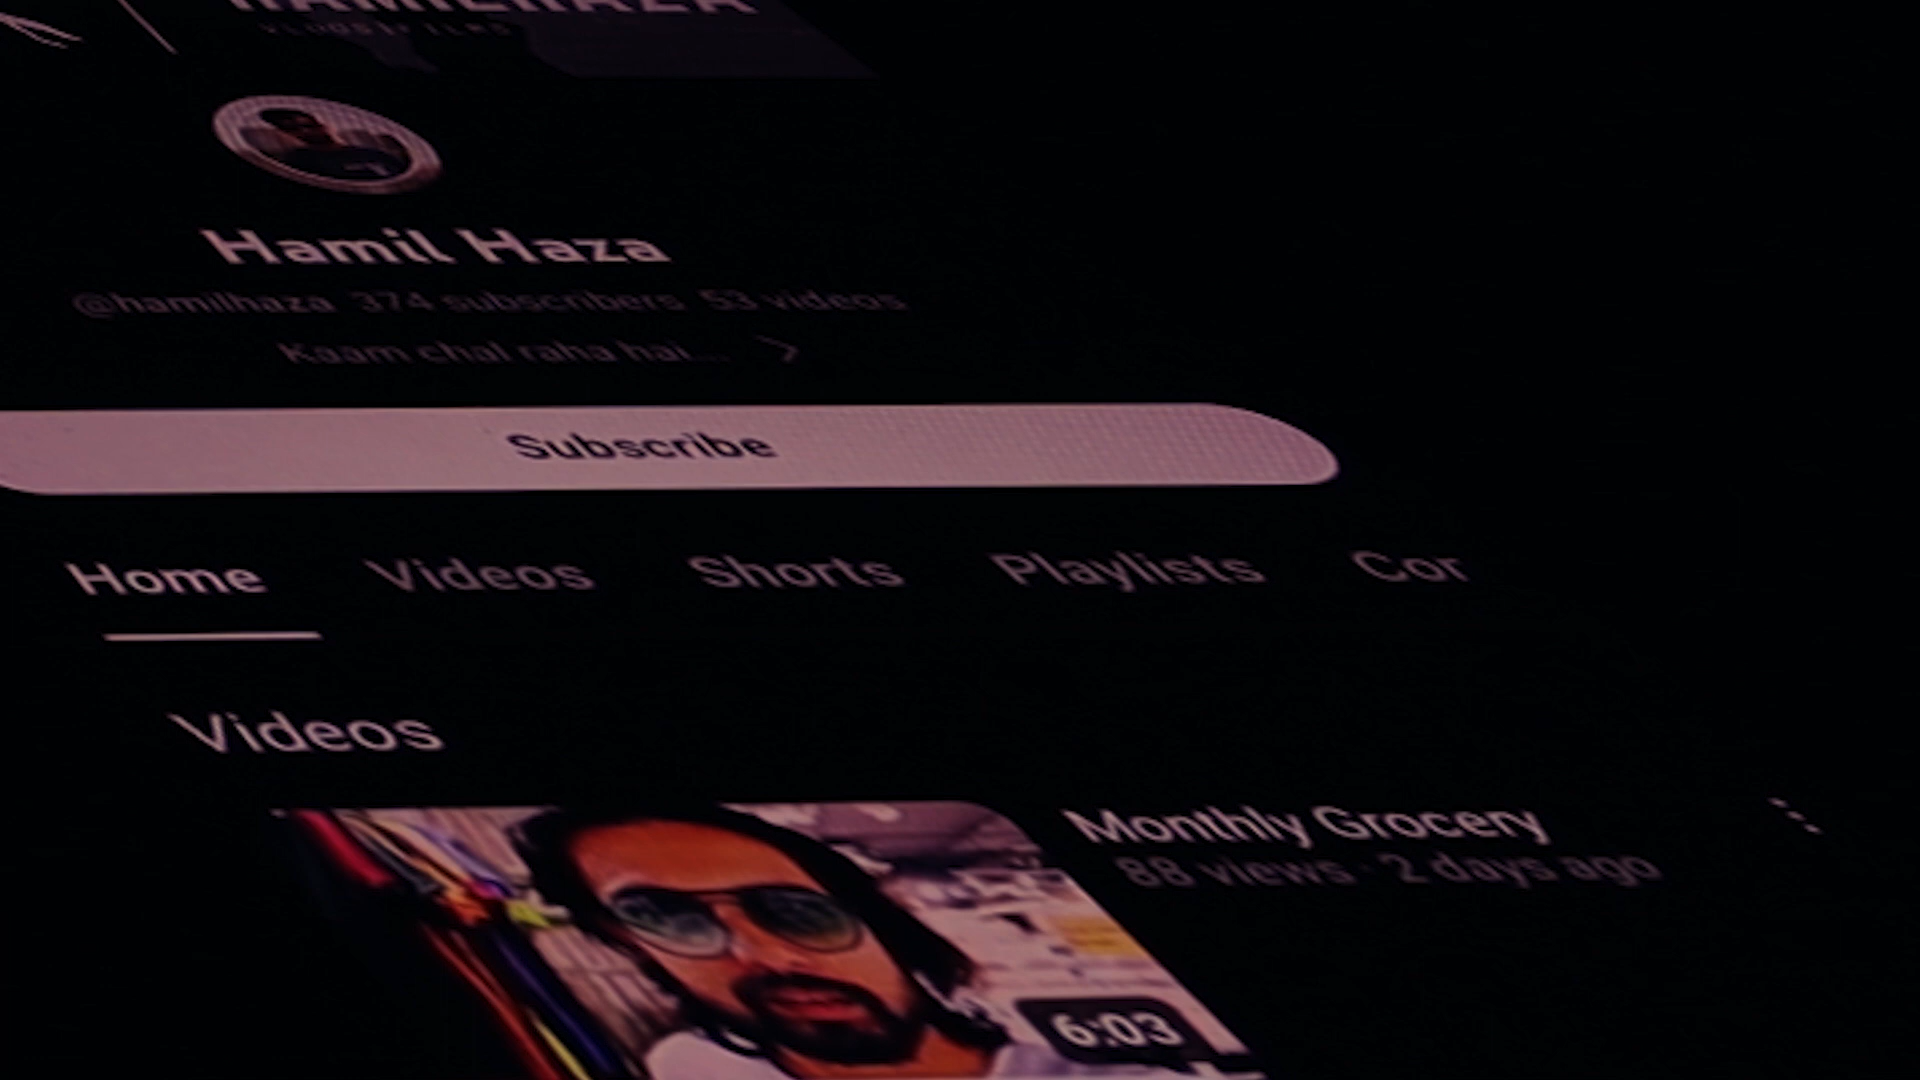 HAMILHAZA
Hamil Haza
@hamilhaza 374 subscribers 53 videos
Kaam chal raha hai...
Subscribe
Home Videos Shorts Playlists Cor
Videos
Monthly Grocery
88 views · 2 days ago
6:03